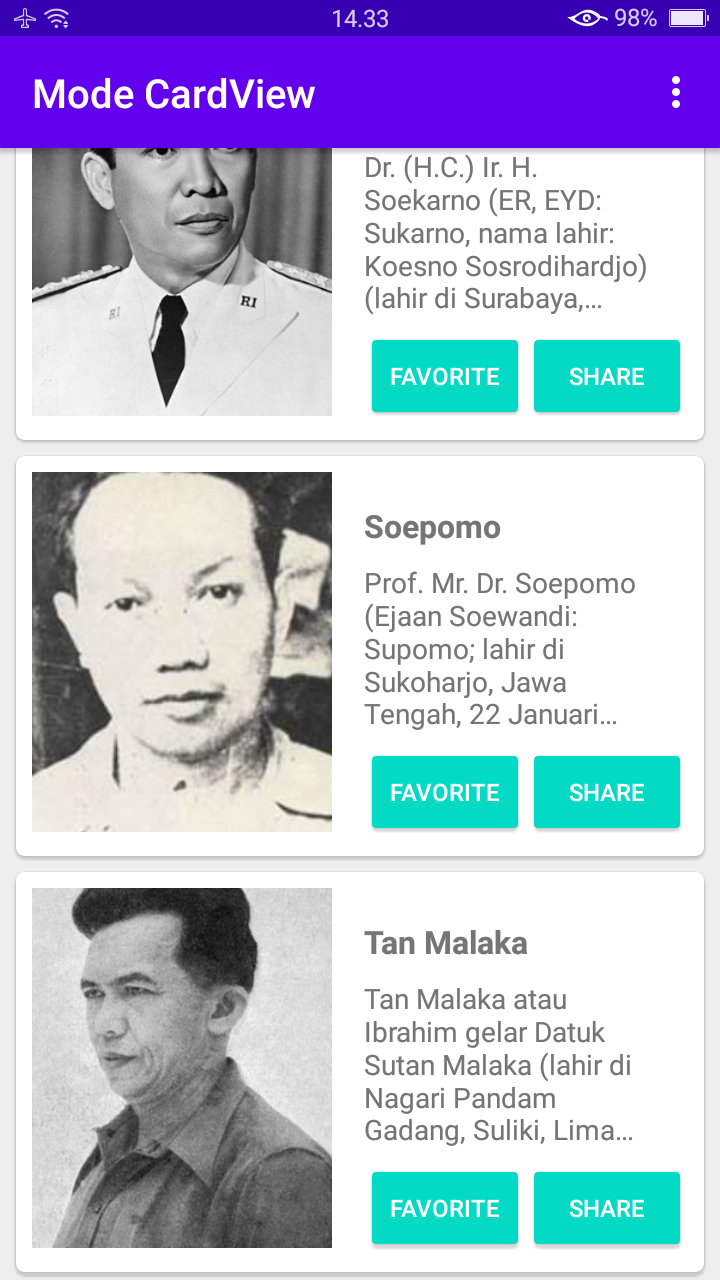 14.33
98%
Mode CardView
Dr. (H.C.) Ir. H.
Soekarno (ER, EYD:
Sukarno, nama lahir:
Koesno Sosrodihardjo)
(lahir di Surabaya,...
RI
RI
FAVORITE
SHARE
Soepomo
Prof. Mr. Dr. Soepomo
(Ejaan Soewandi:
Supomo; lahir di
Sukoharjo, Jawa
Tengah, 22 Januari...
FAVORITE
SHARE
Tan Malaka
Tan Malaka atau
Ibrahim gelar Datuk
Sutan Malaka (lahir di
Nagari Pandam
Gadang, Suliki, Lima...
FAVORITE
SHARE